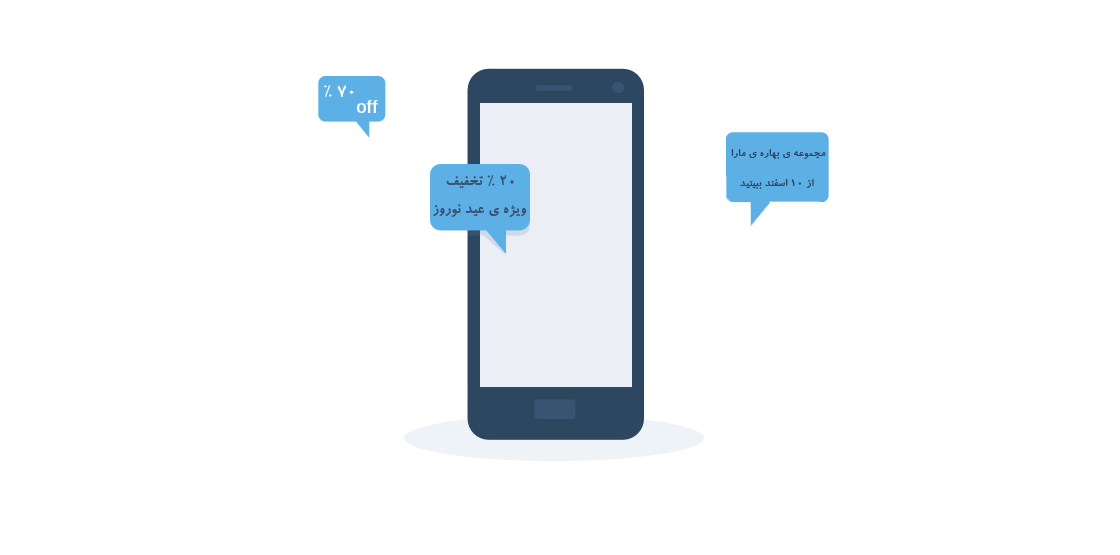 ٪ ۷۰
off
۲۰ ٪ تخفیف
ویژه ی عید نوروز
مجموعه ی بهاره ی مارا
از ۱۰ اسفند ببینید